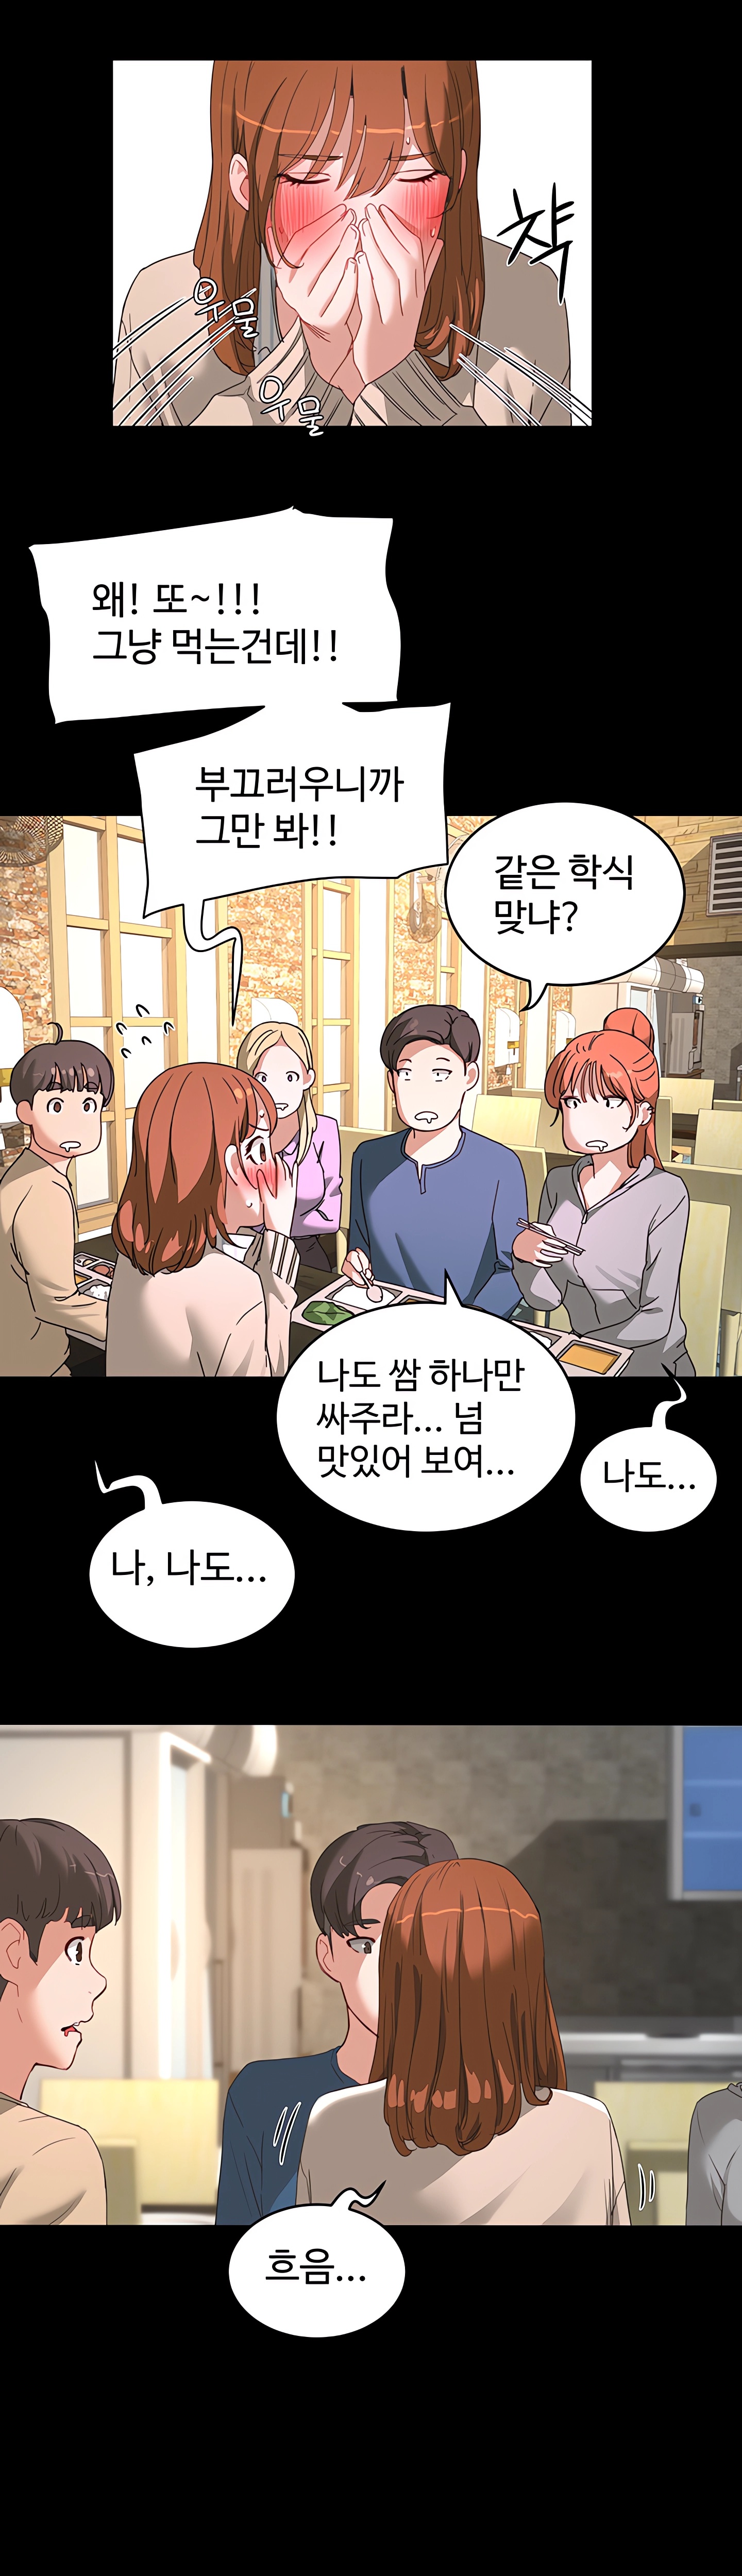 착
우물
우물
왜! 또~!!!
그냥 먹는건데!!
부끄러우니까
그만 봐!!
같은 학식
맞냐?
나도 쌈 하나만
싸주라... 넘
맛있어 보여...
나도...
나, 나도...
흐음...